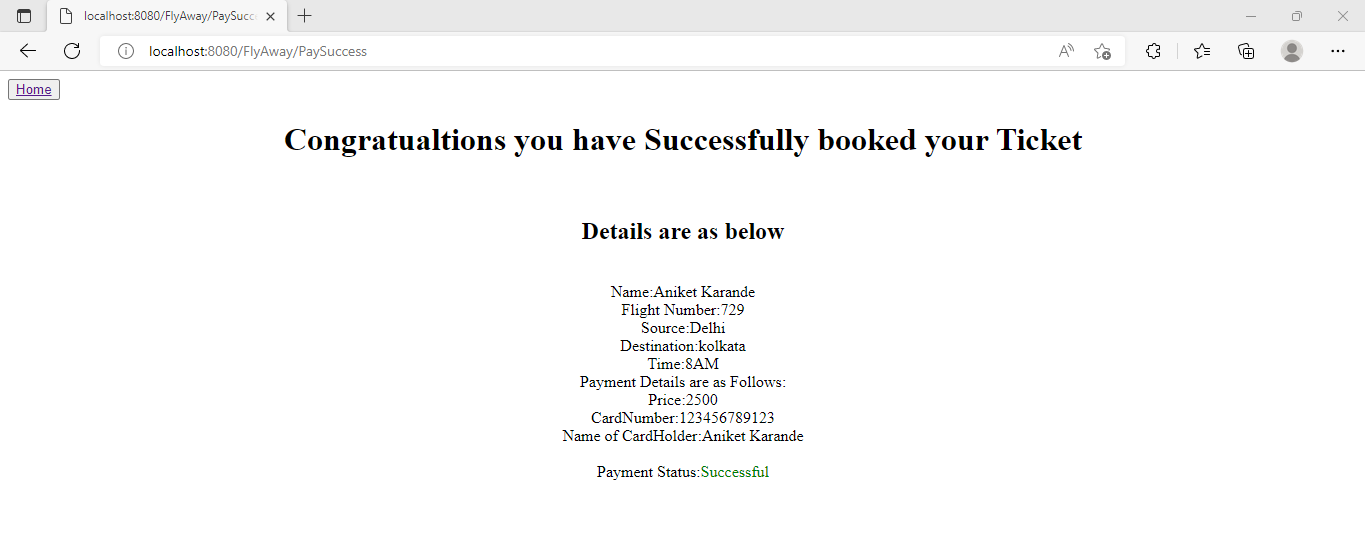 localhost:8080/FlyAway/PaySucc
localhost:8080/FlyAway/PaySuccess
Home
Congratualtions you have Successfully booked your Ticket
Details are as below
Name:Aniket Karande
Flight Number:729
Source:Delhi
Destination:kolkata
Time:8AM
Payment Details are as Follows:
Price:2500
CardNumber:123456789123
Name of CardHolder:Aniket Karande
Payment Status:Successful